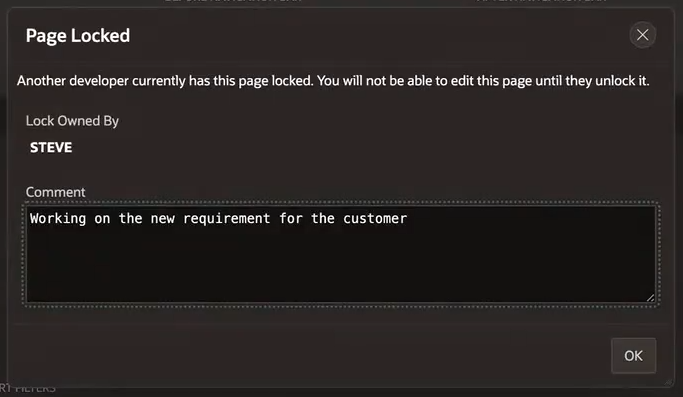 Page Locked
Another developer currently has this page locked. You will not be able to edit this page until they unlock it.
Lock Owned By
STEVE
Comment
Working on the new requirement for the customer
OK